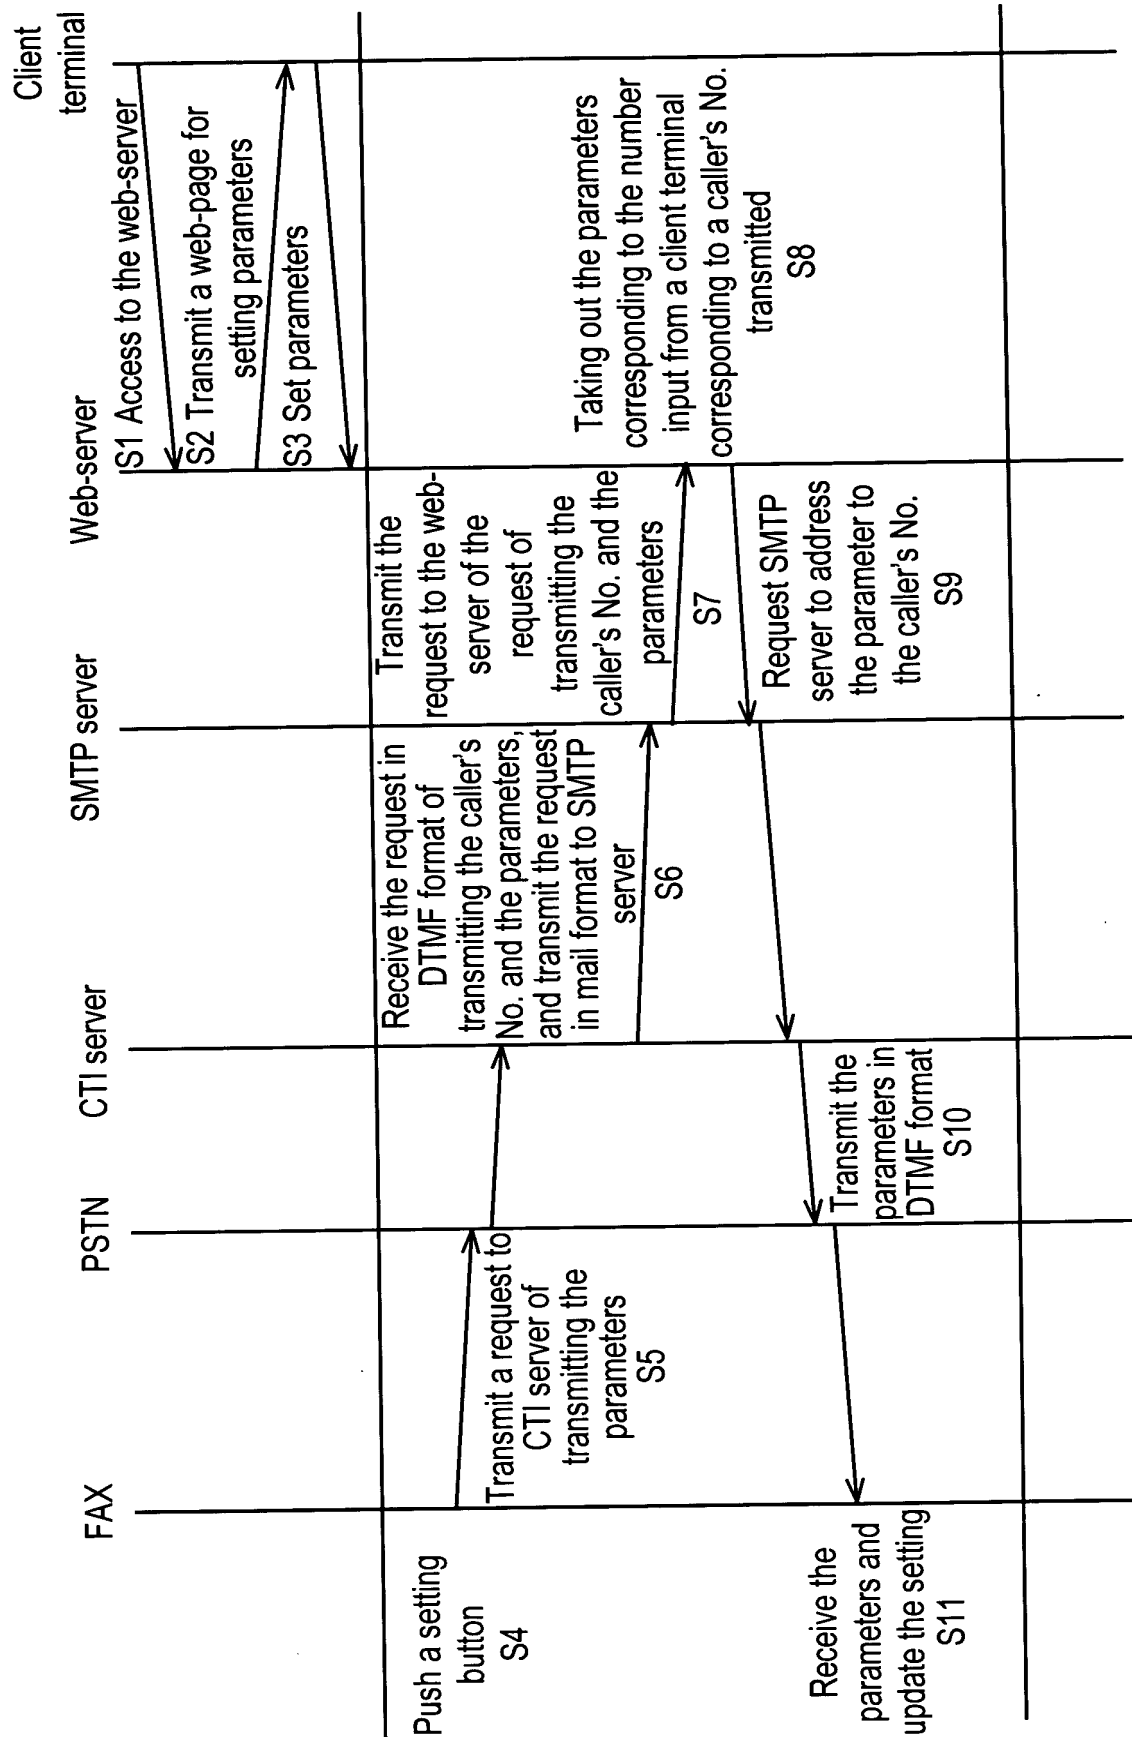 FAX
PSTN
CTI server
SMTP server
Web-server
Client
terminal
S1 Access to the web-server
S2 Transmit a web-page for
setting parameters
S3 Set parameters
Push a setting
button
S4
Transmit a request to
CTI server of
transmitting the
parameters
S5
Receive the request in
DTMF format of
transmitting the caller's
No. and the parameters,
and transmit the request
in mail format to SMTP
server
S6
Transmit the
request to the web-
server of the
request of
transmitting the
caller's No. and the
parameters
S7
Taking out the parameters
corresponding to the number
input from a client terminal
corresponding to a caller's No.
transmitted
S8
Request SMTP
server to address
the parameter to
the caller's No.
S9
Transmit the
parameters in
DTMF format
S10
Receive the
parameters and
update the setting
S11